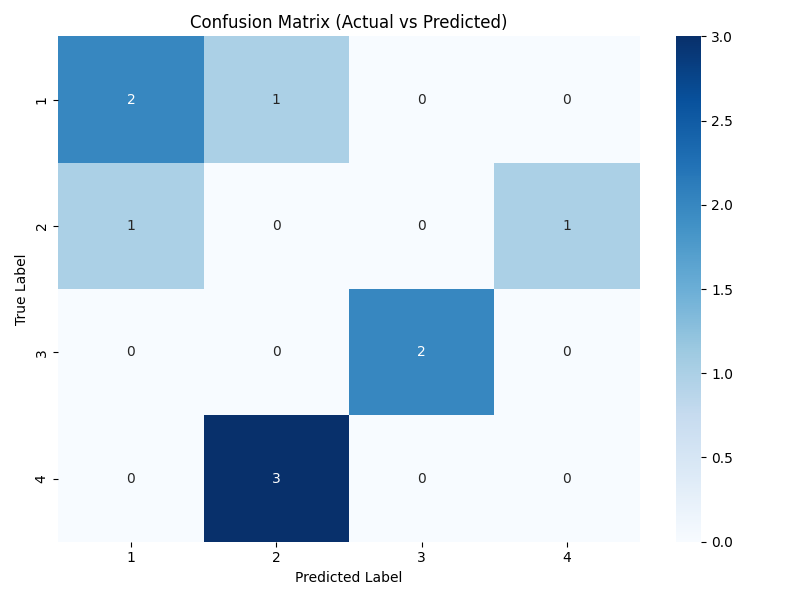 Confusion Matrix (Actual vs Predicted)
True Label
1 2 1 0 0
2 1 0 0 1
3 0 0 2 0
4 0 3 0 0
1 2 3 4
Predicted Label
3.0
2.5
2.0
1.5
1.0
0.5
0.0